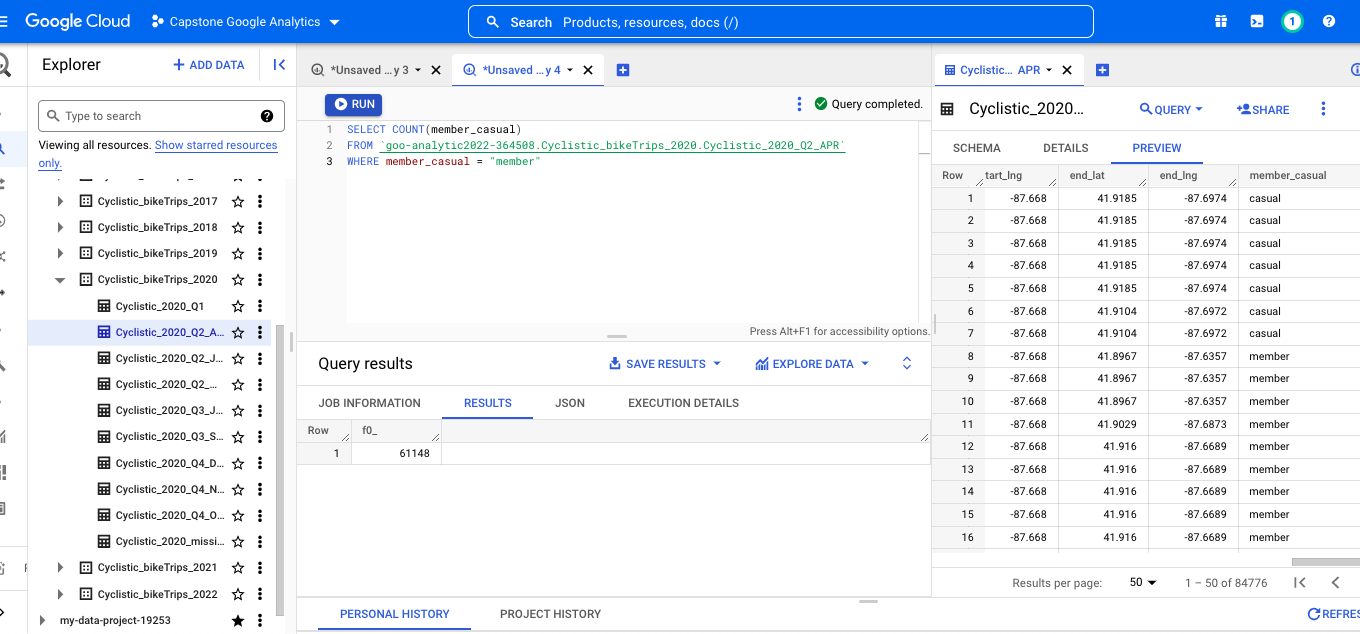 Google Cloud
Capstone Google Analytics
Search Products, resources, docs (/)
1
Explorer
+ ADD DATA
Type to search
Viewing all resources. Show starred resources only.
Cyclistic_bikeTrips_2017
Cyclistic_bikeTrips_2018
Cyclistic_bikeTrips_2019
Cyclistic_bikeTrips_2020
Cyclistic_2020_Q1
Cyclistic_2020_Q2_A...
Cyclistic_2020_Q2_J...
Cyclistic_2020_Q2_...
Cyclistic_2020_Q3_J...
Cyclistic_2020_Q3_S...
Cyclistic_2020_Q4_D...
Cyclistic_2020_Q4_N...
Cyclistic_2020_Q4_O...
Cyclistic_2020_missi...
Cyclistic_bikeTrips_2021
Cyclistic_bikeTrips_2022
my-data-project-19253
*Unsaved ...y 3
*Unsaved ...y 4
RUN
Query completed.
1 SELECT COUNT(member_casual)
2 FROM `goo-analytic2022-364508.Cyclistic_bikeTrips_2020.Cyclistic_2020_Q2_APR`
3 WHERE member_casual = "member"
Press Alt+F1 for accessibility options.
Query results
SAVE RESULTS
EXPLORE DATA
JOB INFORMATION RESULTS JSON EXECUTION DETAILS
Row f0_
1 61148
PERSONAL HISTORY PROJECT HISTORY
Cyclistic... APR
Cyclistic_2020...
QUERY
SHARE
SCHEMA DETAILS PREVIEW
Row tart_lng end_lat end_lng member_casual
1 -87.668 41.9185 -87.6974 casual
2 -87.668 41.9185 -87.6974 casual
3 -87.668 41.9185 -87.6974 casual
4 -87.668 41.9185 -87.6974 casual
5 -87.668 41.9185 -87.6974 casual
6 -87.668 41.9104 -87.6972 casual
7 -87.668 41.9104 -87.6972 casual
8 -87.668 41.8967 -87.6357 member
9 -87.668 41.8967 -87.6357 member
10 -87.668 41.8967 -87.6357 member
11 -87.668 41.9029 -87.6873 member
12 -87.668 41.916 -87.6689 member
13 -87.668 41.916 -87.6689 member
14 -87.668 41.916 -87.6689 member
15 -87.668 41.916 -87.6689 member
16 -87.668 41.916 -87.6689 member
Results per page: 50 1 – 50 of 84776
REFRES